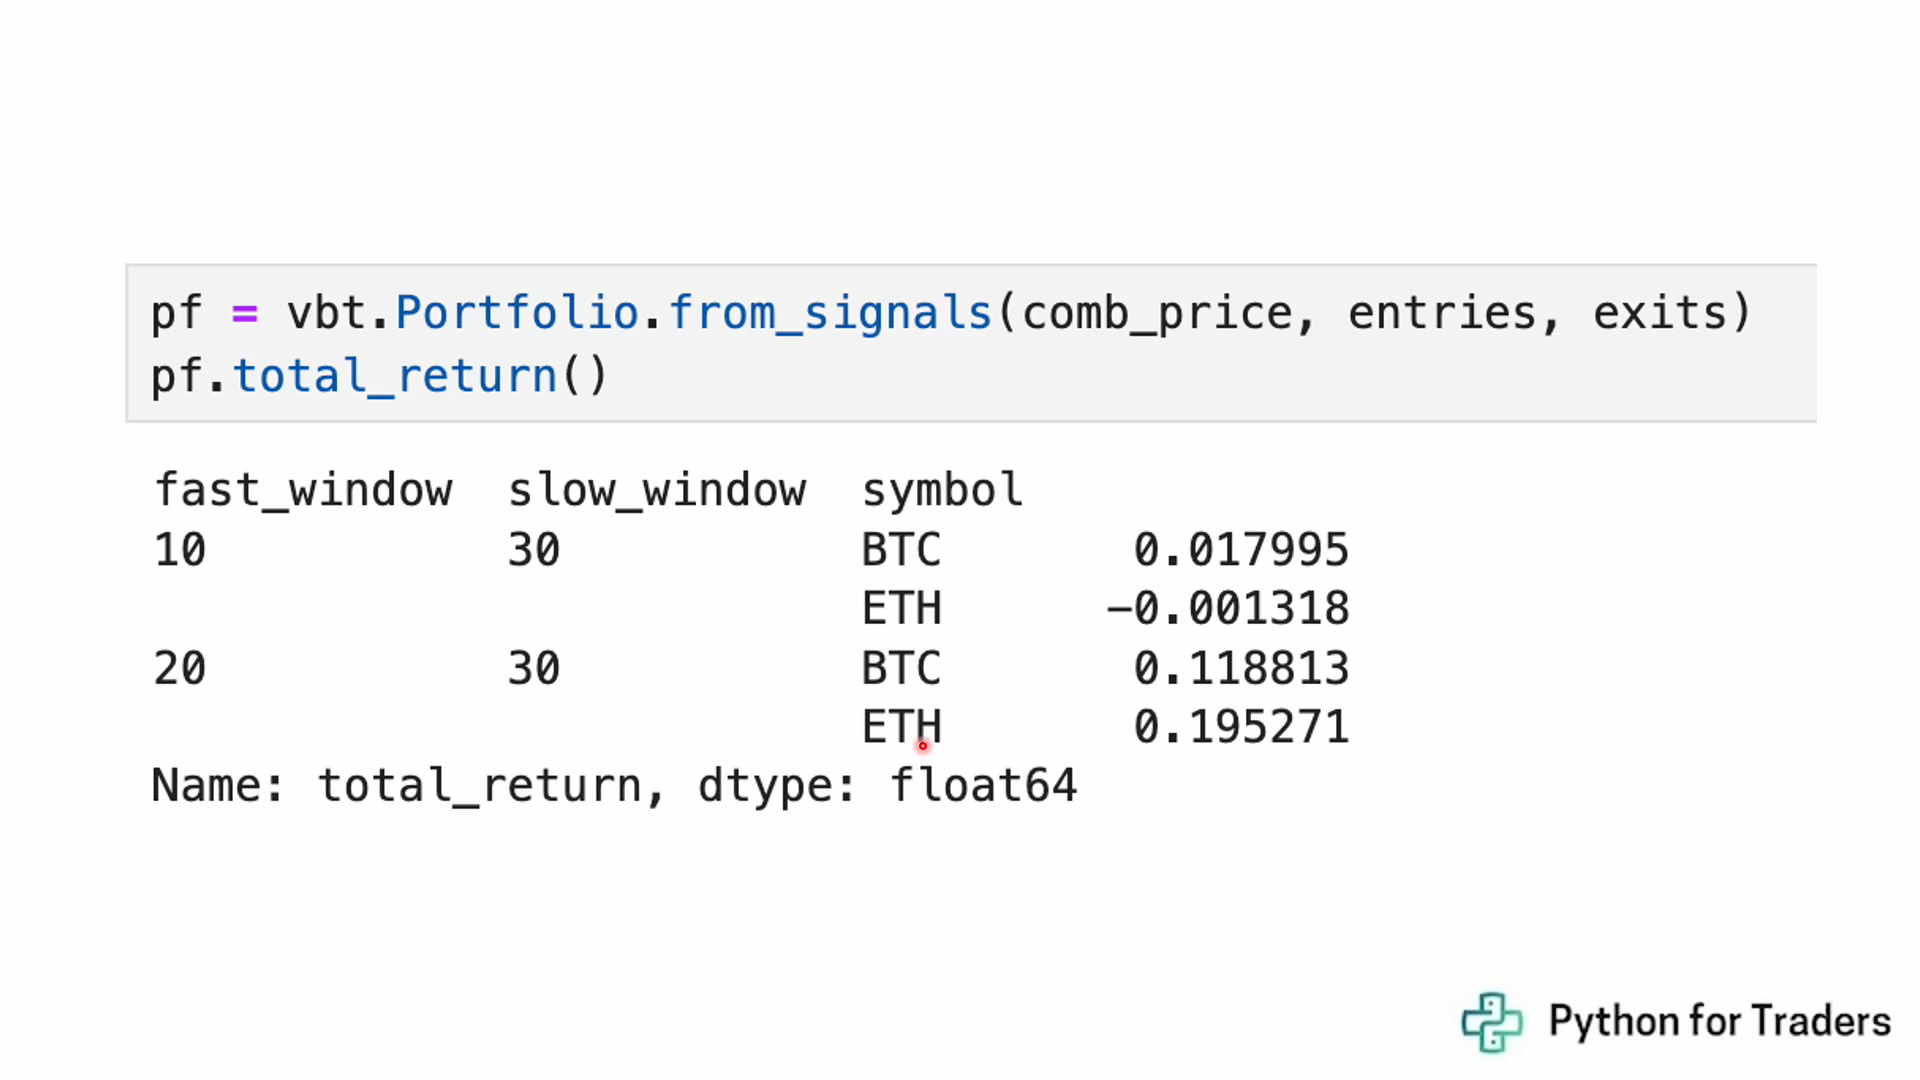 pf = vbt.Portfolio.from_signals(comb_price, entries, exits)
pf.total_return()
fast_window  slow_window  symbol
10           30           BTC       0.017995
                          ETH      -0.001318
20           30           BTC       0.118813
                          ETH       0.195271
Name: total_return, dtype: float64
Python for Traders